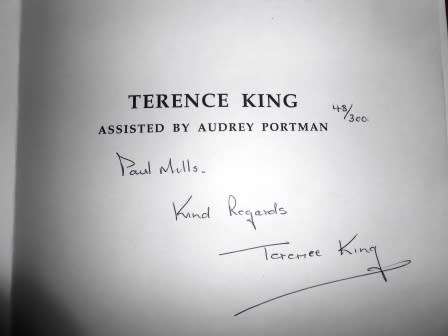 TERENCE KING
48/300
ASSISTED BY AUDREY PORTMAN
Paul Mills.
Kind Regards
Terence King